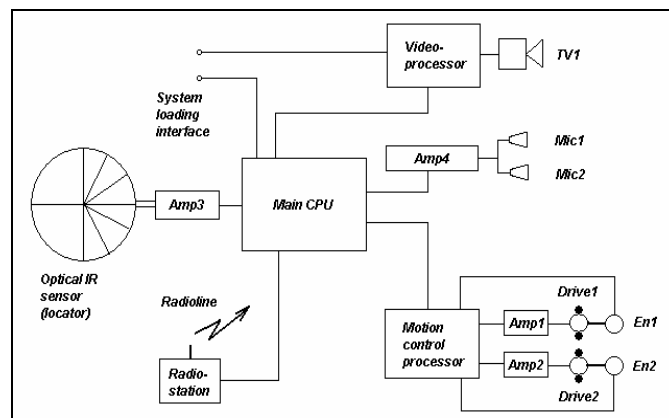 Video-
processor
TV1
System
loading
interface
Mic1
Amp4
Mic2
Amp3
Main CPU
Optical IR
sensor
(locator)
Radioline
Drive1
Motion
control
processor
Amp1
En1
Amp2
En2
Radio-
station
Drive2